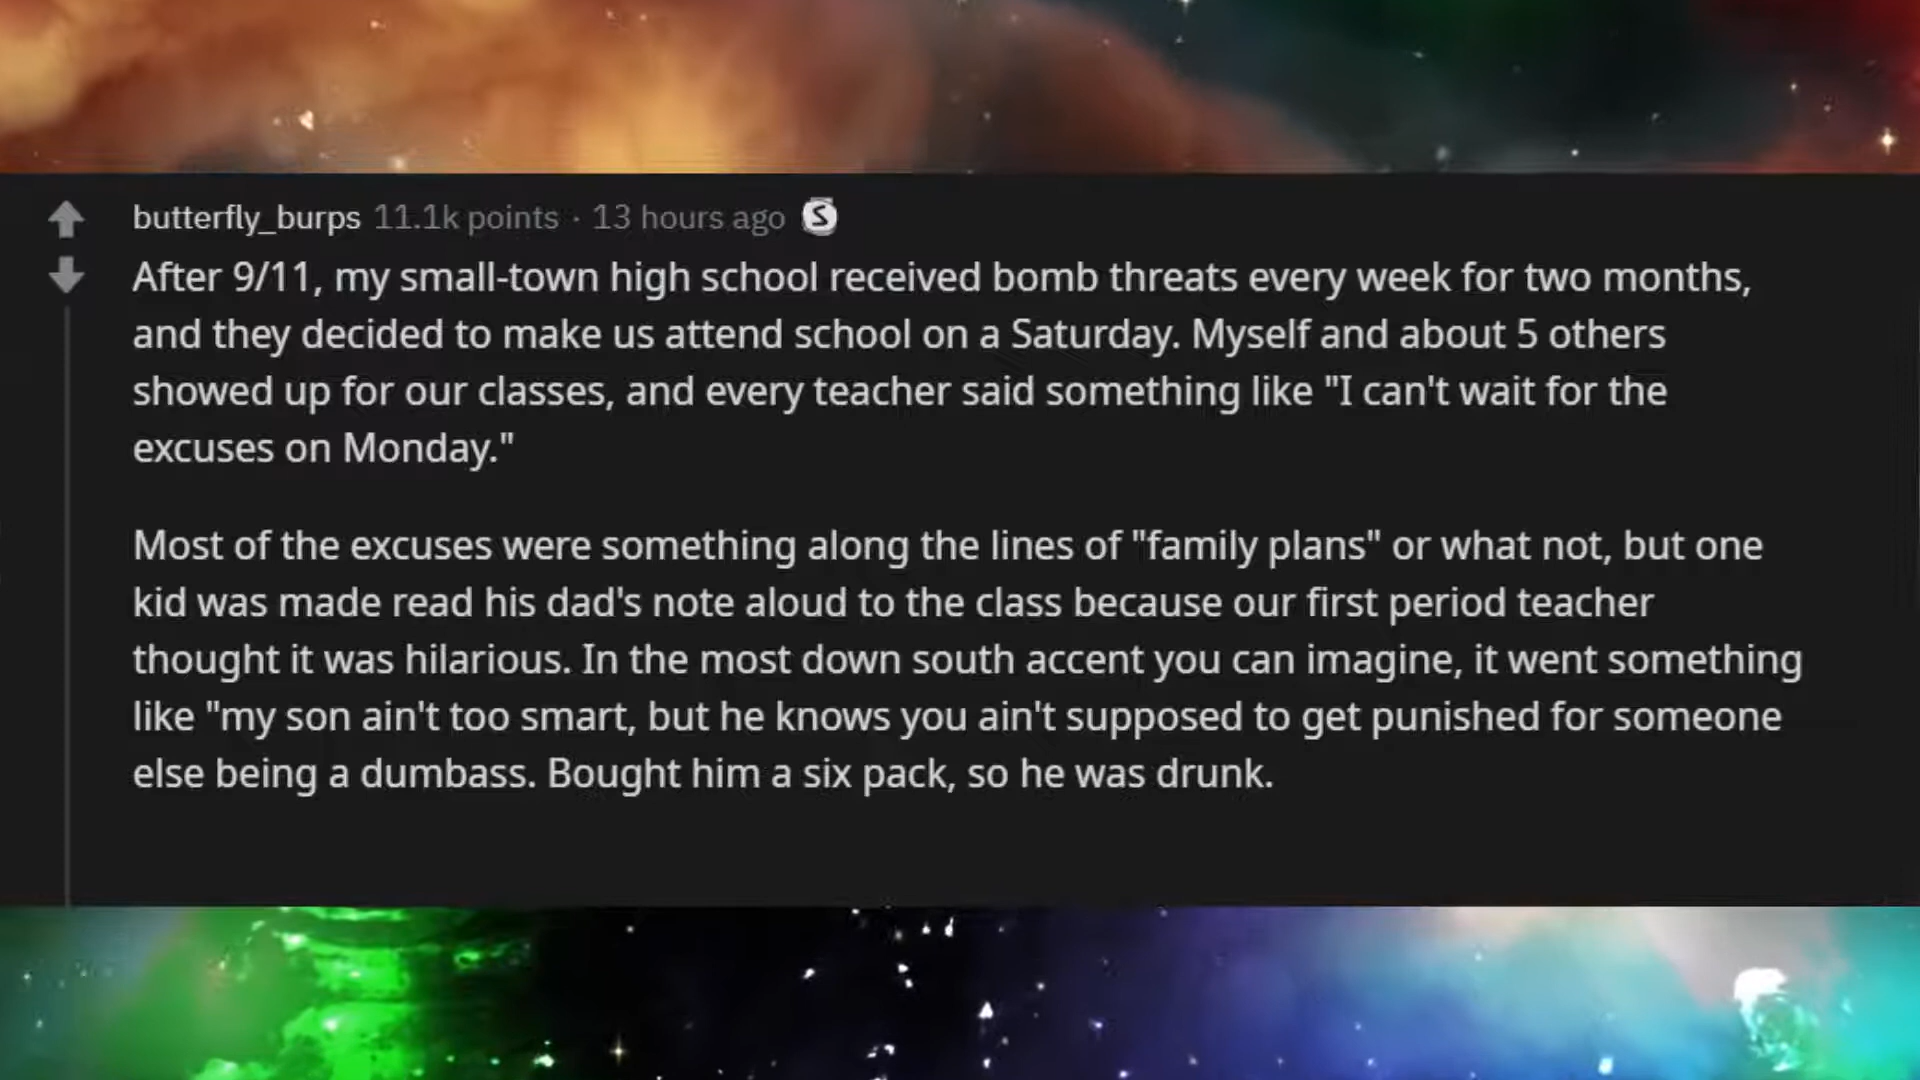 butterfly_burps 11.1k points · 13 hours ago S
After 9/11, my small-town high school received bomb threats every week for two months,
and they decided to make us attend school on a Saturday. Myself and about 5 others
showed up for our classes, and every teacher said something like "I can't wait for the
excuses on Monday."
Most of the excuses were something along the lines of "family plans" or what not, but one
kid was made read his dad's note aloud to the class because our first period teacher
thought it was hilarious. In the most down south accent you can imagine, it went something
like "my son ain't too smart, but he knows you ain't supposed to get punished for someone
else being a dumbass. Bought him a six pack, so he was drunk.